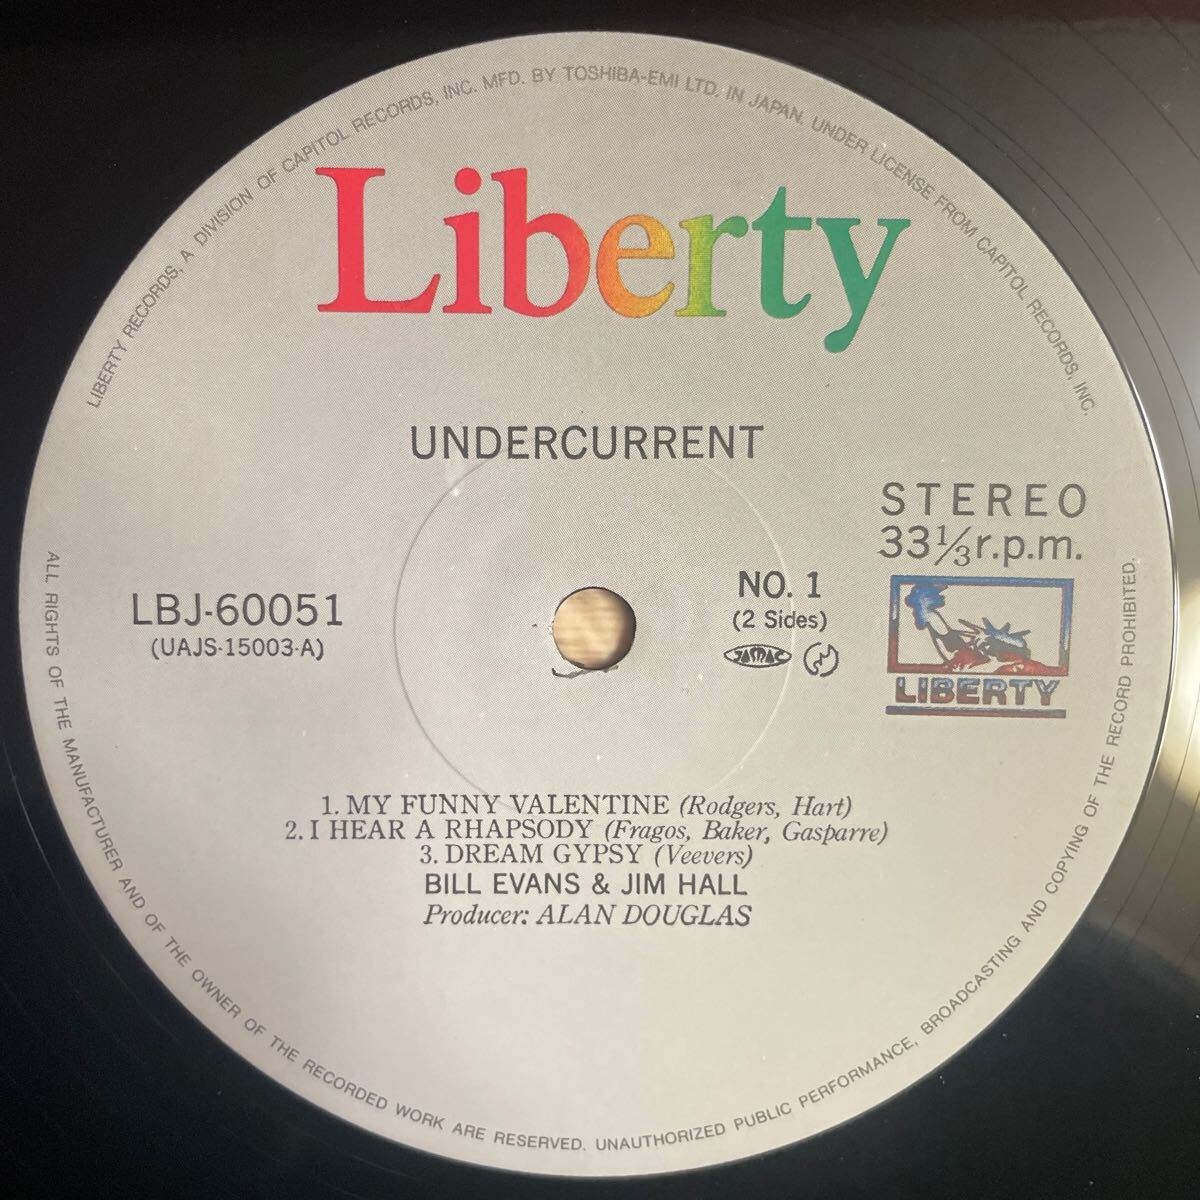 LIBERTY RECORDS, A DIVISION OF CAPITOL RECORDS, INC. MFD. BY TOSHIBA-EMI LTD. IN JAPAN. UNDER LICENSE FROM CAPITOL RECORDS, INC.
Liberty
UNDERCURRENT
STEREO
33⅓ r.p.m.
LBJ-60051
(UAJS-15003-A)
NO. 1
(2 Sides)
JASRAC
LIBERTY
1. MY FUNNY VALENTINE (Rodgers, Hart)
2. I HEAR A RHAPSODY (Fragos, Baker, Gasparre)
3. DREAM GYPSY (Veevers)
BILL EVANS & JIM HALL
Producer: ALAN DOUGLAS
ALL RIGHTS OF THE MANUFACTURER AND OF THE OWNER OF THE RECORDED WORK ARE RESERVED. UNAUTHORIZED PUBLIC PERFORMANCE, BROADCASTING AND COPYING OF THE RECORD PROHIBITED.